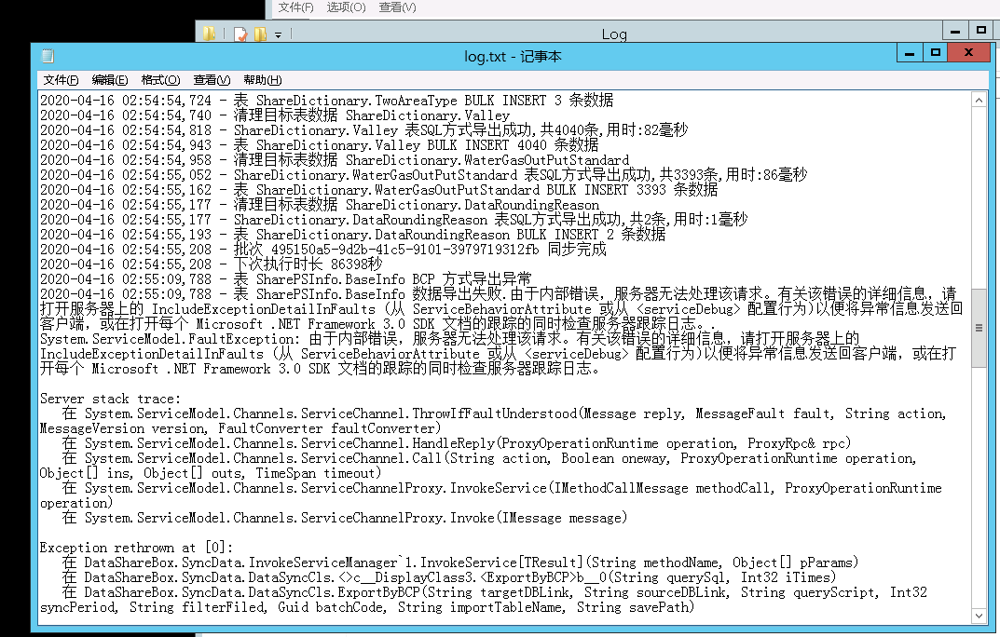 文件(F) 选项(O) 查看(V)
Log
log.txt - 记事本
文件(F) 编辑(E) 格式(O) 查看(V) 帮助(H)
2020-04-16 02:54:54,724 - 表 ShareDictionary.TwoAreaType BULK INSERT 3 条数据
2020-04-16 02:54:54,740 - 清理目标表数据 ShareDictionary.Valley
2020-04-16 02:54:54,818 - ShareDictionary.Valley 表SQL方式导出成功,共4040条,用时:82毫秒
2020-04-16 02:54:54,943 - 表 ShareDictionary.Valley BULK INSERT 4040 条数据
2020-04-16 02:54:54,958 - 清理目标表数据 ShareDictionary.WaterGasOutPutStandard
2020-04-16 02:54:55,052 - ShareDictionary.WaterGasOutPutStandard 表SQL方式导出成功,共3393条,用时:86毫秒
2020-04-16 02:54:55,162 - 表 ShareDictionary.WaterGasOutPutStandard BULK INSERT 3393 条数据
2020-04-16 02:54:55,177 - 清理目标表数据 ShareDictionary.DataRoundingReason
2020-04-16 02:54:55,177 - ShareDictionary.DataRoundingReason 表SQL方式导出成功,共2条,用时:1毫秒
2020-04-16 02:54:55,193 - 表 ShareDictionary.DataRoundingReason BULK INSERT 2 条数据
2020-04-16 02:54:55,208 - 批次 495150a5-9d2b-41c5-9101-3979719312fb 同步完成
2020-04-16 02:54:55,208 - 下次执行时长 86398秒
2020-04-16 02:55:09,788 - 表 SharePSInfo.BaseInfo BCP 方式导出异常
2020-04-16 02:55:09,788 - 表 SharePSInfo.BaseInfo 数据导出失败.由于内部错误，服务器无法处理该请求。有关该错误的详细信息，请
打开服务器上的 IncludeExceptionDetailInFaults (从 ServiceBehaviorAttribute 或从 <serviceDebug> 配置行为)以便将异常信息发送回
客户端，或在打开每个 Microsoft .NET Framework 3.0 SDK 文档的跟踪的同时检查服务器跟踪日志。
System.ServiceModel.FaultException: 由于内部错误，服务器无法处理该请求。有关该错误的详细信息，请打开服务器上的
IncludeExceptionDetailInFaults (从 ServiceBehaviorAttribute 或从 <serviceDebug> 配置行为)以便将异常信息发送回客户端，或在打
开每个 Microsoft .NET Framework 3.0 SDK 文档的跟踪的同时检查服务器跟踪日志。
Server stack trace:
在 System.ServiceModel.Channels.ServiceChannel.ThrowIfFaultUnderstood(Message reply, MessageFault fault, String action,
MessageVersion version, FaultConverter faultConverter)
在 System.ServiceModel.Channels.ServiceChannel.HandleReply(ProxyOperationRuntime operation, ProxyRpc& rpc)
在 System.ServiceModel.Channels.ServiceChannel.Call(String action, Boolean oneway, ProxyOperationRuntime operation,
Object[] ins, Object[] outs, TimeSpan timeout)
在 System.ServiceModel.Channels.ServiceChannelProxy.InvokeService(IMethodCallMessage methodCall, ProxyOperationRuntime
operation)
在 System.ServiceModel.Channels.ServiceChannelProxy.Invoke(IMessage message)
Exception rethrown at [0]:
在 DataShareBox.SyncData.InvokeServiceManager`1.InvokeService[TResult](String methodName, Object[] pParams)
在 DataShareBox.SyncData.DataSyncCls.<>c__DisplayClass3.<ExportByBCP>b__0(String querySql, Int32 iTimes)
在 DataShareBox.SyncData.DataSyncCls.ExportByBCP(String targetDBLink, String sourceDBLink, String queryScript, Int32
syncPeriod, String filterFiled, Guid batchCode, String importTableName, String savePath)